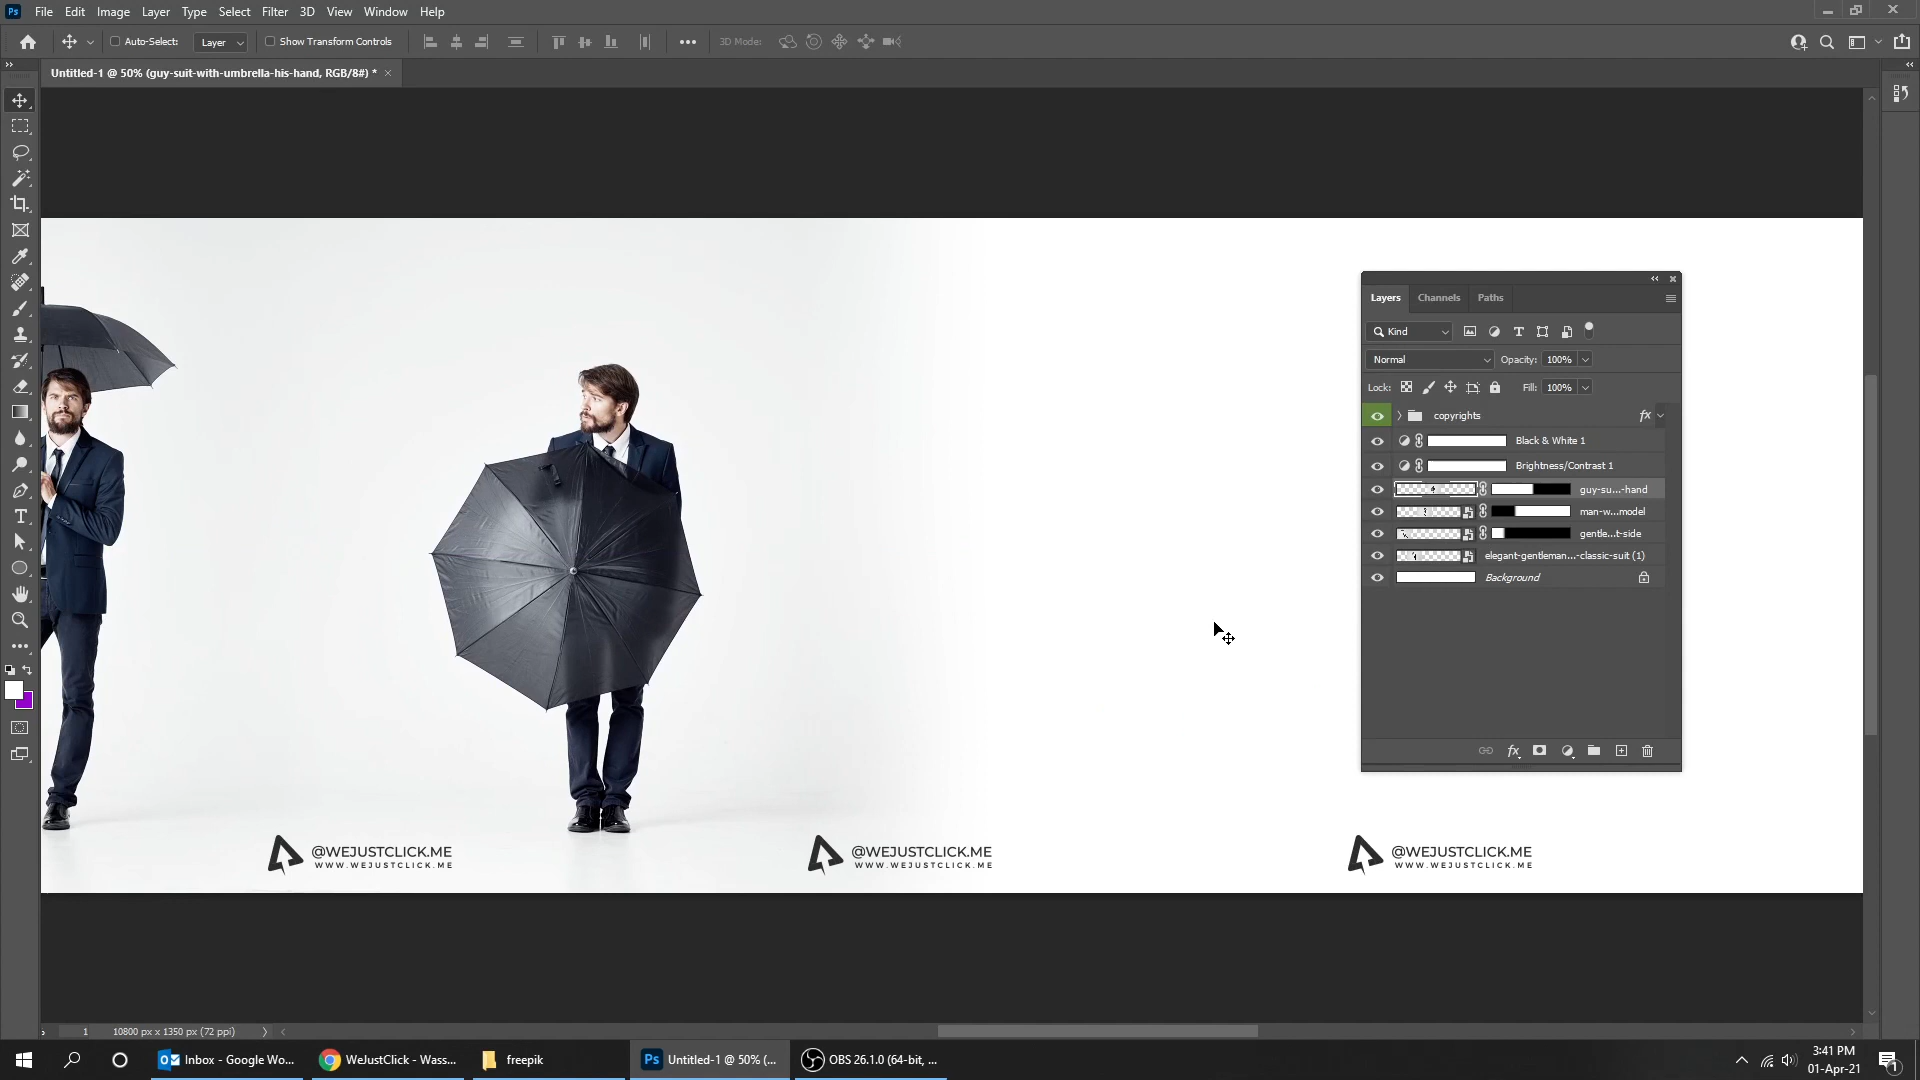 Ps File Edit Image Layer Type Select Filter 3D View Window Help
Auto-Select: Layer Show Transform Controls 3D Mode:
Untitled-1 @ 50% (guy-suit-with-umbrella-his-hand, RGB/8#) *
Layers Channels Paths
Kind
Normal Opacity: 100%
Lock: Fill: 100%
copyrights fx
Black & White 1
Brightness/Contrast 1
guy-su...-hand
man-w...model
gentle...t-side
elegant-gentleman...-classic-suit (1)
Background
fx
@WEJUSTCLICK.ME
WWW.WEJUSTCLICK.ME
@WEJUSTCLICK.ME
WWW.WEJUSTCLICK.ME
@WEJUSTCLICK.ME
WWW.WEJUSTCLICK.ME
1 10800 px x 1350 px (72 ppi)
Inbox - Google Wo...
WeJustClick - Wass...
freepik
Ps Untitled-1 @ 50% (...
OBS 26.1.0 (64-bit, ...
3:41 PM
01-Apr-21
1